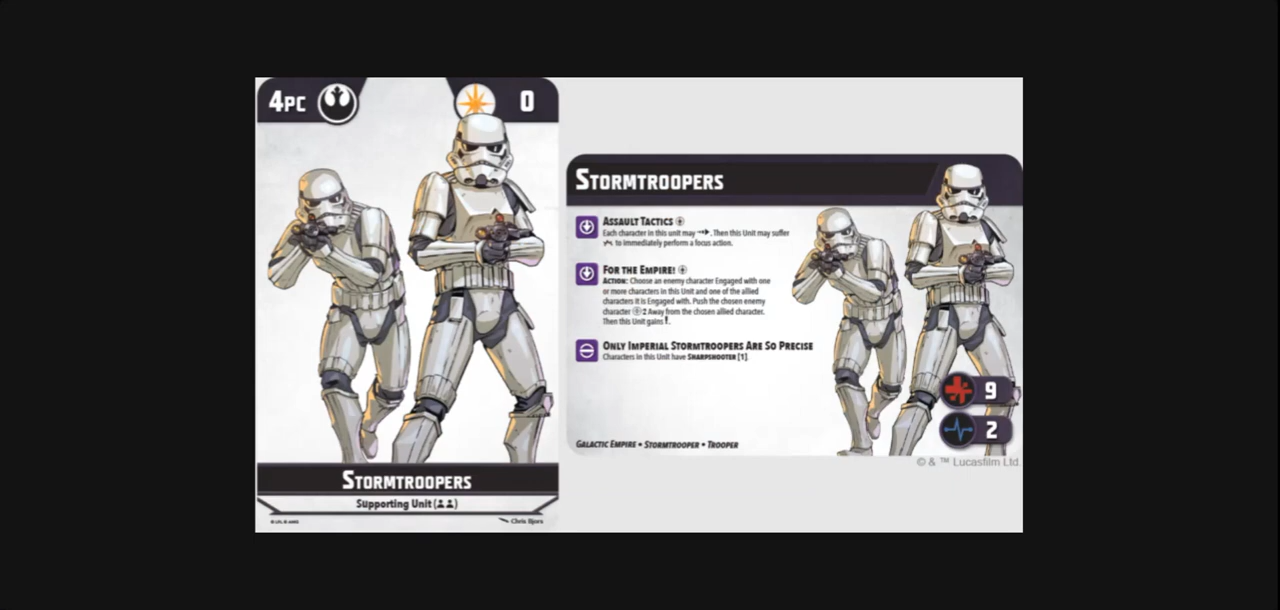 4PC
0
STORMTROOPERS
Supporting Unit ( )
© LFL © AMG
Chris Bjors
STORMTROOPERS
ASSAULT TACTICS
Each character in this unit may . Then this Unit may suffer
to immediately perform a focus action.
FOR THE EMPIRE!
ACTION: Choose an enemy character Engaged with one
or more characters in this Unit and one of the allied
characters it is Engaged with. Push the chosen enemy
character 2 Away from the chosen allied character.
Then this Unit gains .
ONLY IMPERIAL STORMTROOPERS ARE SO PRECISE
Characters in this Unit have SHARPSHOOTER [1].
9
2
GALACTIC EMPIRE • STORMTROOPER • TROOPER
© & ™ Lucasfilm Ltd.